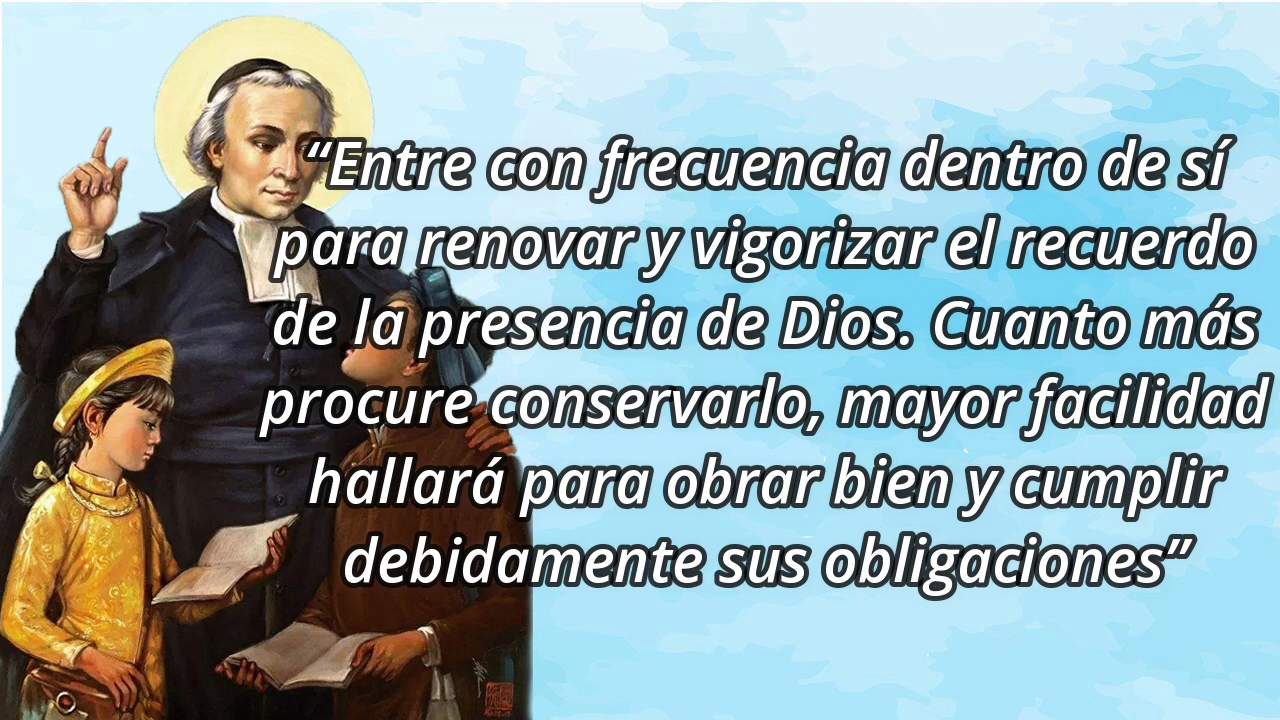 “Entre con frecuencia dentro de sí
para renovar y vigorizar el recuerdo
de la presencia de Dios. Cuanto más
procure conservarlo, mayor facilidad
hallará para obrar bien y cumplir
debidamente sus obligaciones”